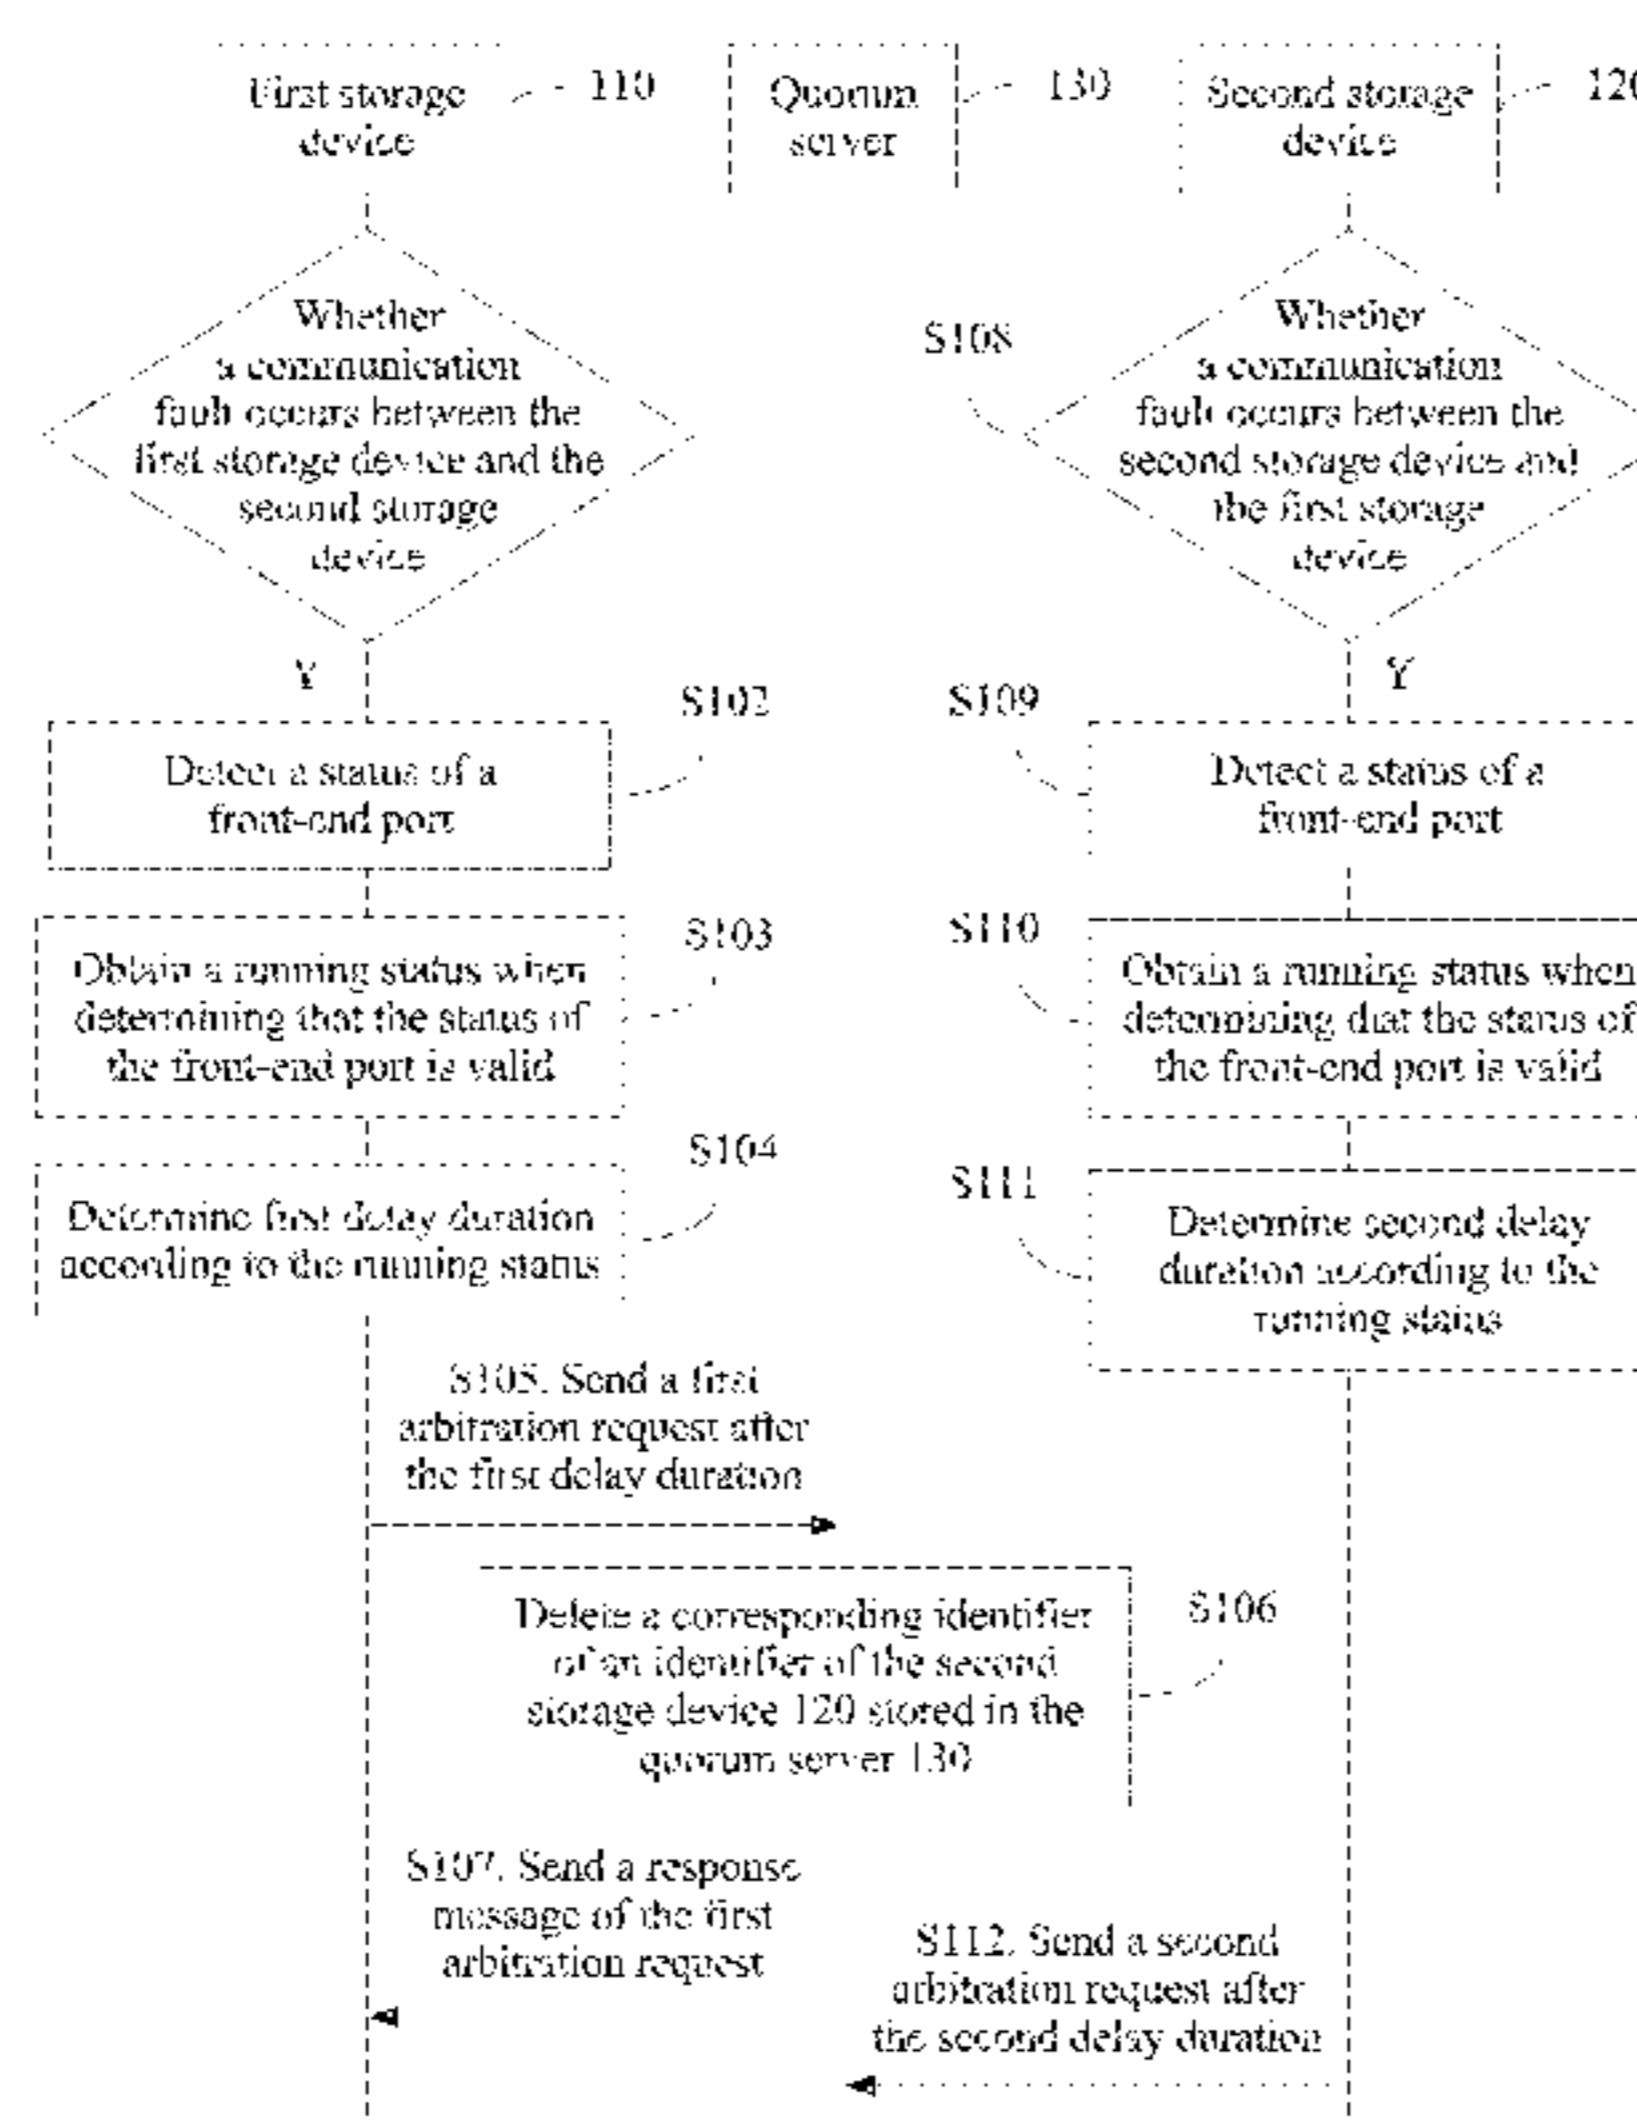 First storage
device
110
Quorum
server
130
Second storage
device
120
Whether
a communication
fault occurs between the
first storage device and the
second storage
device
Y
S108
Whether
a communication
fault occurs between the
second storage device and
the first storage
device
Y
S102
Detect a status of a
front-end port
S109
Detect a status of a
front-end port
S103
Obtain a running status when
determining that the status of
the front-end port is valid
S110
Obtain a running status when
determining that the status of
the front-end port is valid
S104
Determine first delay duration
according to the running status
S111
Determine second delay
duration according to the
running status
S105. Send a first
arbitration request after
the first delay duration
Delete a corresponding identifier
of an identifier of the second
storage device 120 stored in the
quorum server 130
S106
S107. Send a response
message of the first
arbitration request
S112. Send a second
arbitration request after
the second delay duration